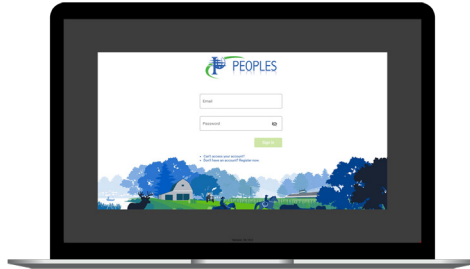 PEOPLES
Email
Password
Sign In
Can't access your account?
Don't have an account? Register now.